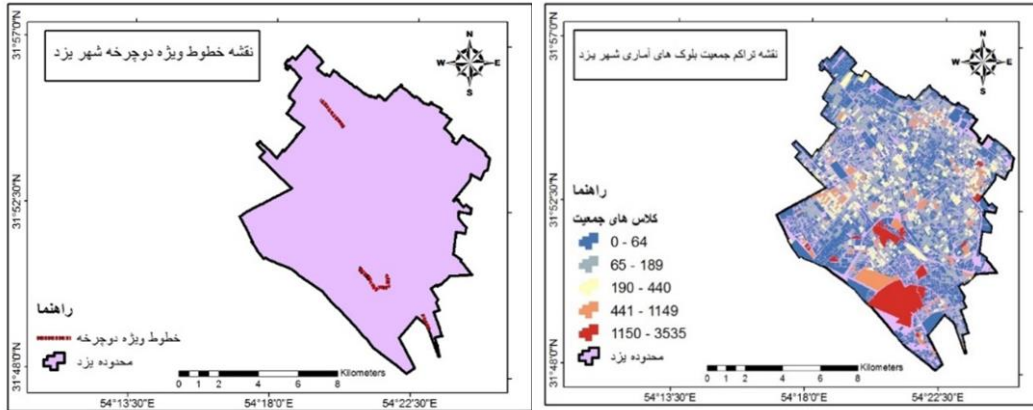 نقشه خطوط ویژه دوچرخه شهر یزد
N
W E
S
31°57'0"N
31°52'30"N
31°48'0"N
راهنما
خطوط ویژه دوچرخه
محدوده یزد
Kilometers
0 1 2 4 6 8
54°13'30"E 54°18'0"E 54°22'30"E
نقشه تراکم جمعیت بلوک های آماری شهر یزد
N
W E
S
31°57'0"N
31°52'30"N
31°48'0"N
راهنما
کلاس های جمعیت
0 - 64
65 - 189
190 - 440
441 - 1149
1150 - 3535
محدوده یزد
Kilometers
0 1 2 4 6 8
54°13'30"E 54°18'0"E 54°22'30"E